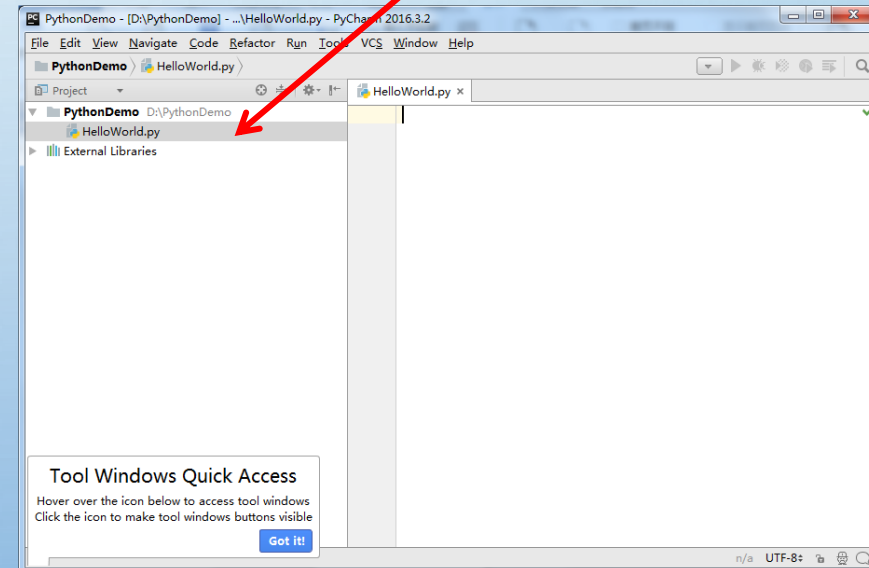 PythonDemo - [D:\PythonDemo] - ...\HelloWorld.py - PyCharm 2016.3.2
File Edit View Navigate Code Refactor Run Tools VCS Window Help
PythonDemo HelloWorld.py
Project
HelloWorld.py
PythonDemo D:\PythonDemo
HelloWorld.py
External Libraries
Tool Windows Quick Access
Hover over the icon below to access tool windows
Click the icon to make tool windows buttons visible
Got it!
n/a UTF-8